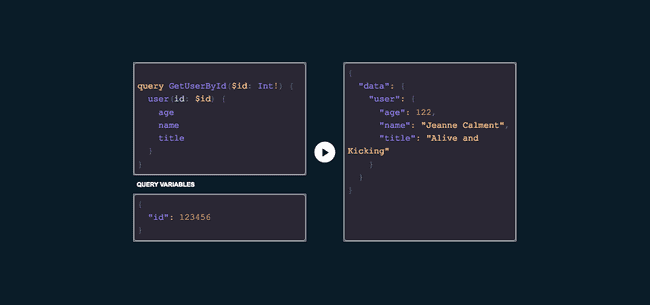 query GetUserById($id: Int!) {
user(id: $id) {
age
name
title
}
}
QUERY VARIABLES
{
"id": 123456
}
{
"data": {
"user": {
"age": 122,
"name": "Jeanne Calment",
"title": "Alive and
Kicking"
}
}
}